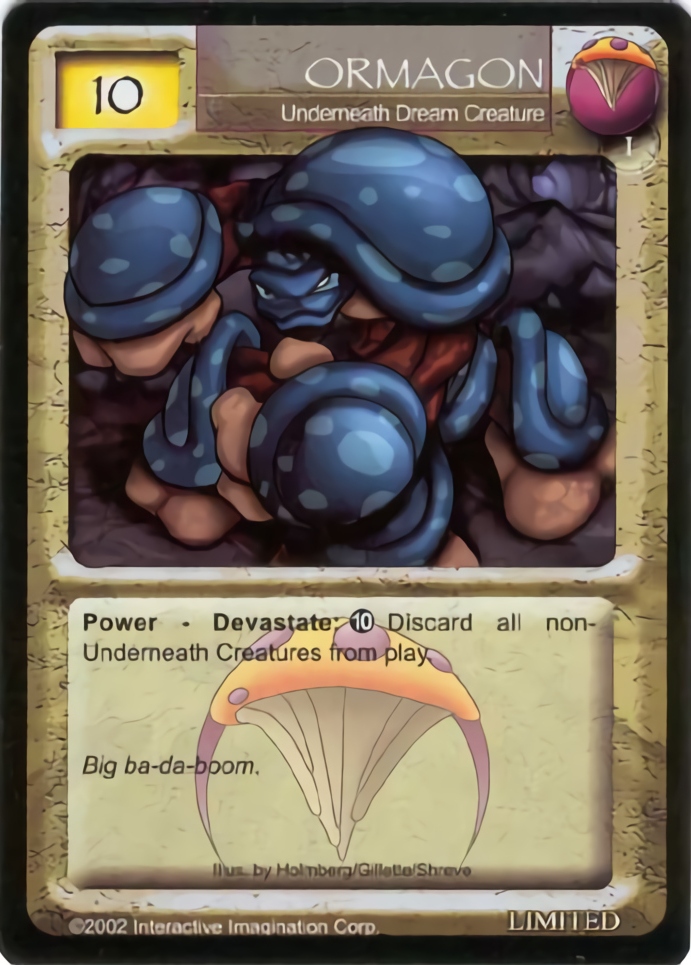 10
ORMAGON
Underneath Dream Creature
1
Power - Devastate: 10 Discard all non-
Underneath Creatures from play.
Big ba-da-boom.
Illus. by Holmberg/Gillette/Shreve
©2002 Interactive Imagination Corp.
LIMITED